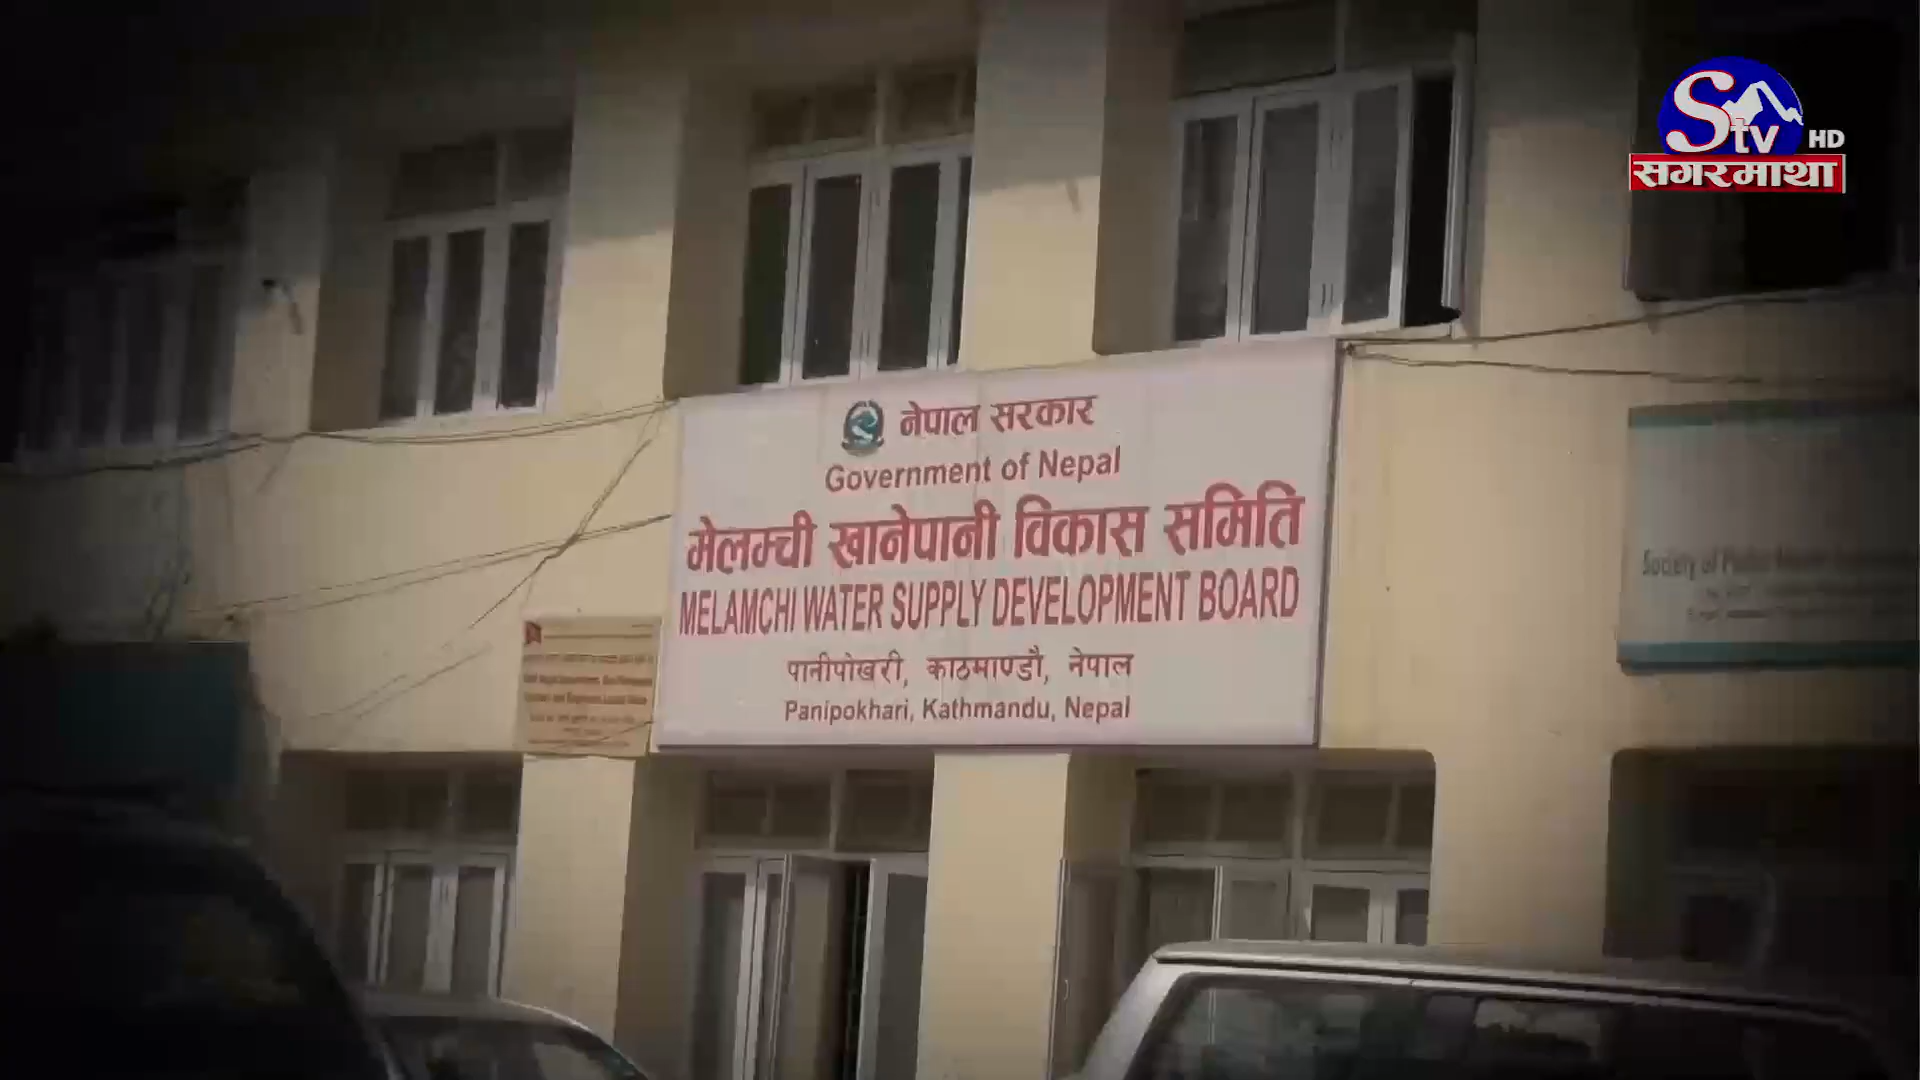 STV HD
सगरमाथा
नेपाल सरकार
Government of Nepal
मेलम्ची खानेपानी विकास समिति
MELAMCHI WATER SUPPLY DEVELOPMENT BOARD
पानीपोखरी, काठमाण्डौ, नेपाल
Panipokhari, Kathmandu, Nepal
Society of